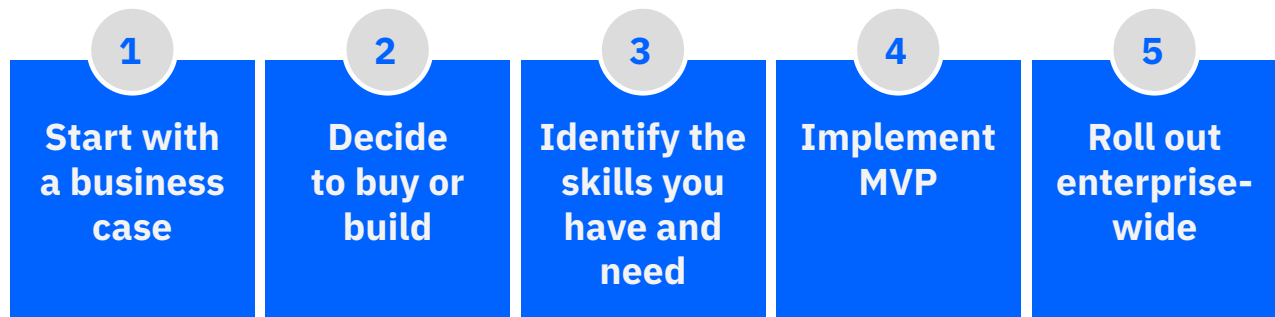 1
Start with
a business
case
2
Decide
to buy or
build
3
Identify the
skills you
have and
need
4
Implement
MVP
5
Roll out
enterprise-
wide